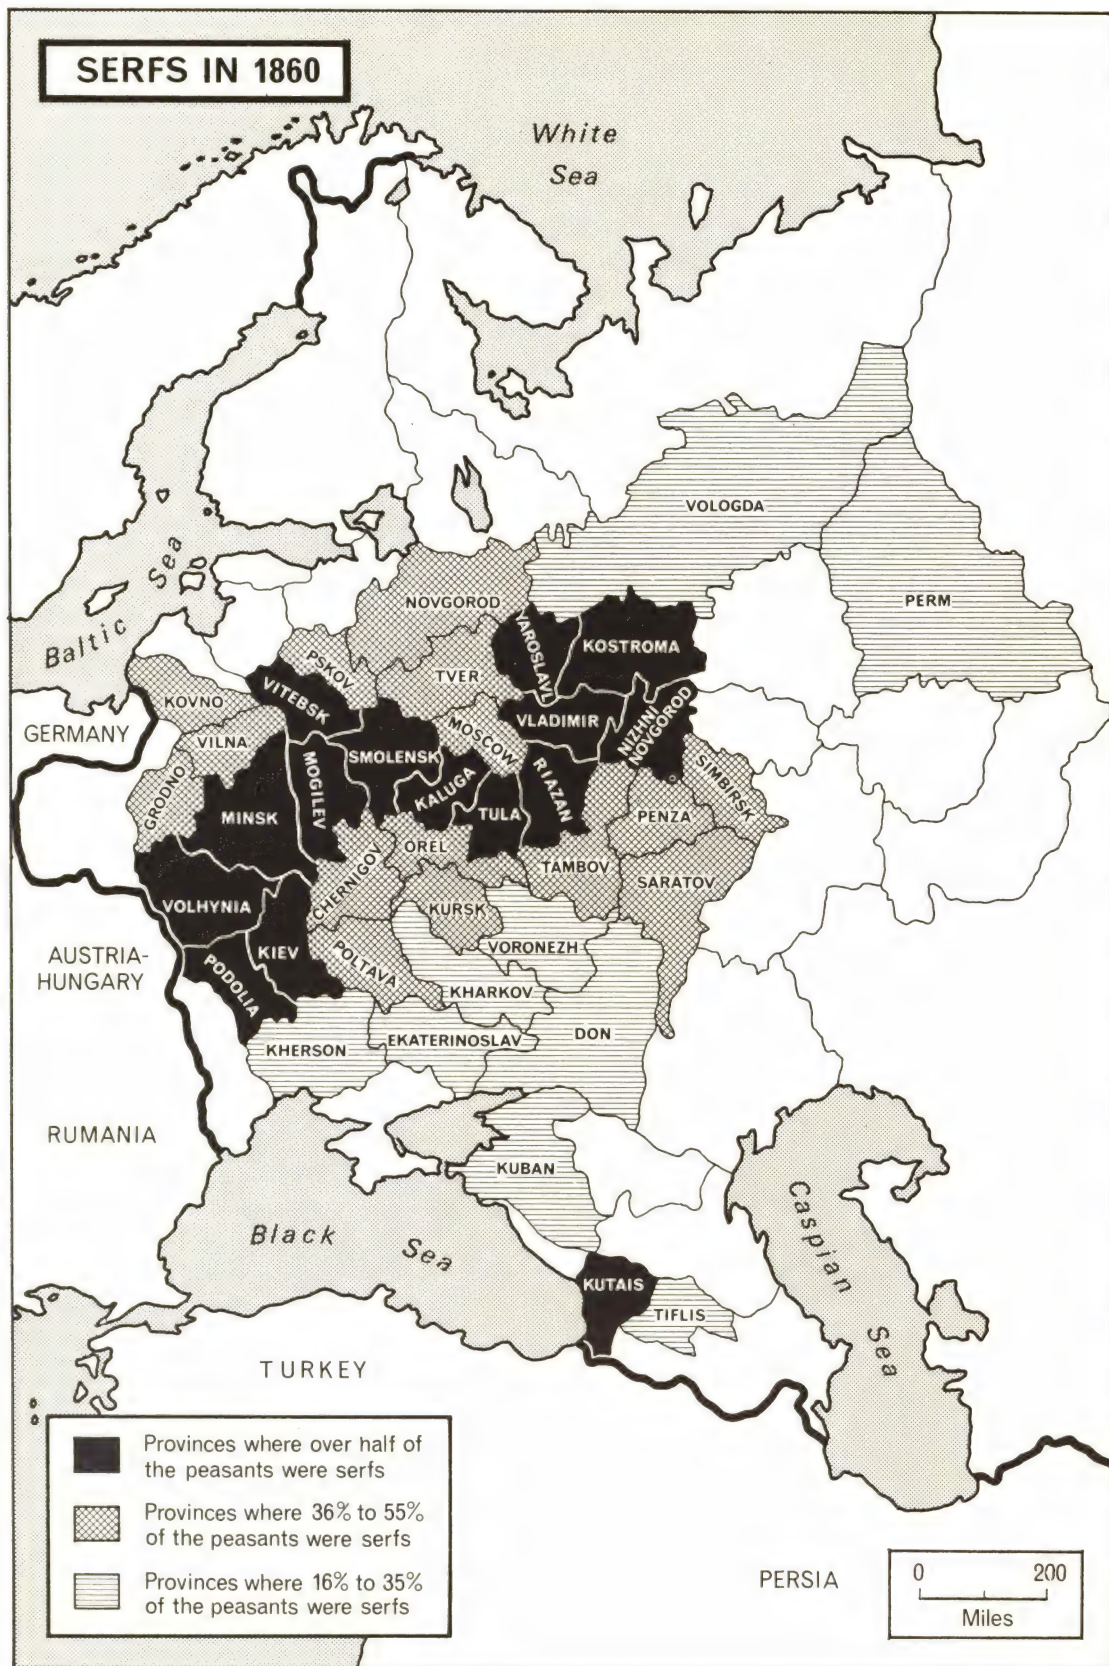 SERFS IN 1860
White
Sea
VOLOGDA
PERM
NOVGOROD
YAROSLAVL
KOSTROMA
Baltic Sea
PSKOV
TVER
KOVNO
VITEBSK
VLADIMIR
NIZHNI
NOVGOROD
GERMANY
VILNA
MOSCOW
SMOLENSK
SIMBIRSK
GRODNO
MOGILEV
KALUGA
RIAZAN
MINSK
TULA
PENZA
OREL
TAMBOV
SARATOV
CHERNIGOV
VOLHYNIA
KURSK
KIEV
VORONEZH
AUSTRIA-
HUNGARY
PODOLIA
POLTAVA
KHARKOV
KHERSON
EKATERINOSLAV
DON
RUMANIA
KUBAN
Black Sea
Caspian Sea
KUTAIS
TIFLIS
TURKEY
Provinces where over half of
the peasants were serfs
Provinces where 36% to 55%
of the peasants were serfs
Provinces where 16% to 35%
of the peasants were serfs
PERSIA
0 200
Miles